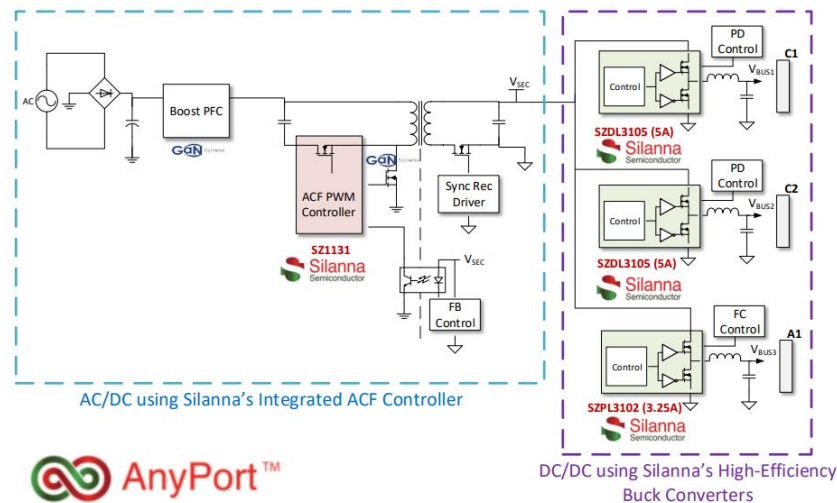 AC
Boost PFC
GaN Systems
ACF PWM
Controller
SZ1131
Silanna
Semiconductor
GaN Systems
V_SEC
Sync Rec
Driver
V_SEC
FB
Control
AC/DC using Silanna's Integrated ACF Controller
PD
Control
C1
Control
V_BUS1
SZDL3105 (5A)
Silanna
Semiconductor
PD
Control
C2
Control
V_BUS2
SZDL3105 (5A)
Silanna
Semiconductor
FC
Control
A1
Control
V_BUS3
SZPL3102 (3.25A)
Silanna
Semiconductor
DC/DC using Silanna's High-Efficiency
Buck Converters
AnyPort™